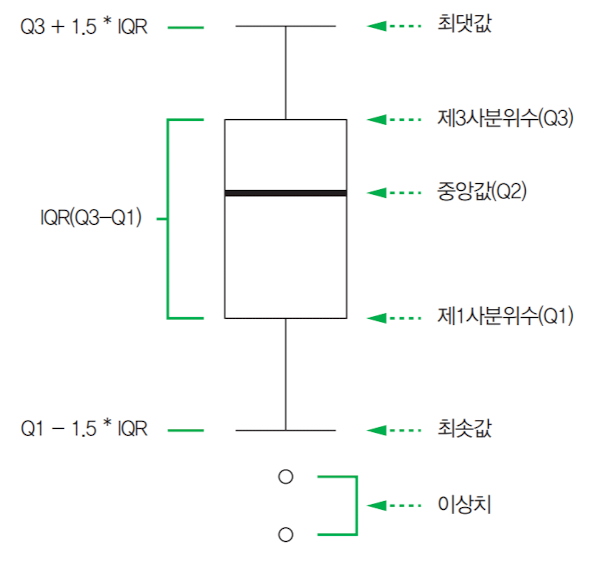 Q3 + 1.5 * IQR
최댓값
제3사분위수(Q3)
중앙값(Q2)
IQR(Q3-Q1)
제1사분위수(Q1)
Q1 - 1.5 * IQR
최솟값
이상치